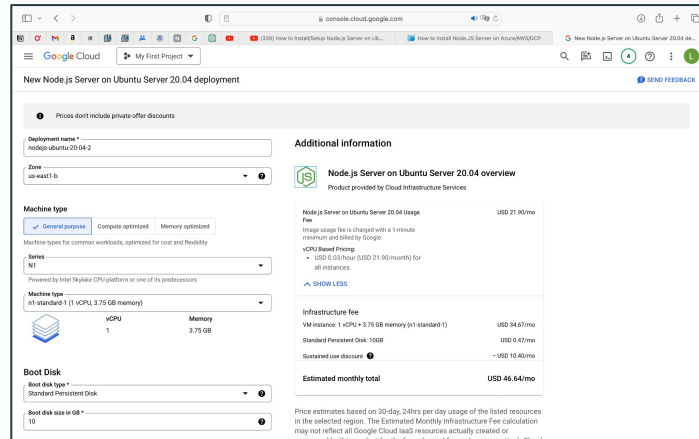 console.cloud.google.com
(339) How to Install/Setup Node.js Server on Ub...
How to Install Node.JS Server on Azure/AWS/GCP
New Node.js Server on Ubuntu Server 20.04 de...
Google Cloud
My First Project
4
L
New Node.js Server on Ubuntu Server 20.04 deployment
SEND FEEDBACK
Prices don't include private offer discounts
Deployment name *
nodejs-ubuntu-20-04-2
Zone
us-east1-b
Machine type
General purpose
Compute optimized
Memory optimized
Machine types for common workloads, optimized for cost and flexibility
Series
N1
Powered by Intel Skylake CPU platform or one of its predecessors
Machine type
n1-standard-1 (1 vCPU, 3.75 GB memory)
vCPU
Memory
1
3.75 GB
Boot Disk
Boot disk type *
Standard Persistent Disk
Boot disk size in GB *
10
Additional information
JS
Node.js Server on Ubuntu Server 20.04 overview
Product provided by Cloud Infrastructure Services
Node.js Server on Ubuntu Server 20.04 Usage
Fee
USD 21.90/mo
Image usage fee is charged with a 1-minute
minimum and billed by Google:
vCPU Based Pricing:
• USD 0.03/hour (USD 21.90/month) for
all instances.
SHOW LESS
Infrastructure fee
VM instance: 1 vCPU + 3.75 GB memory (n1-standard-1)
USD 34.67/mo
Standard Persistent Disk: 10GB
USD 0.47/mo
Sustained use discount
- USD 10.40/mo
Estimated monthly total
USD 46.64/mo
Price estimates based on 30-day, 24hrs per day usage of the listed resources
in the selected region. The Estimated Monthly Infrastructure Fee calculation
may not reflect all Google Cloud IaaS resources actually created or